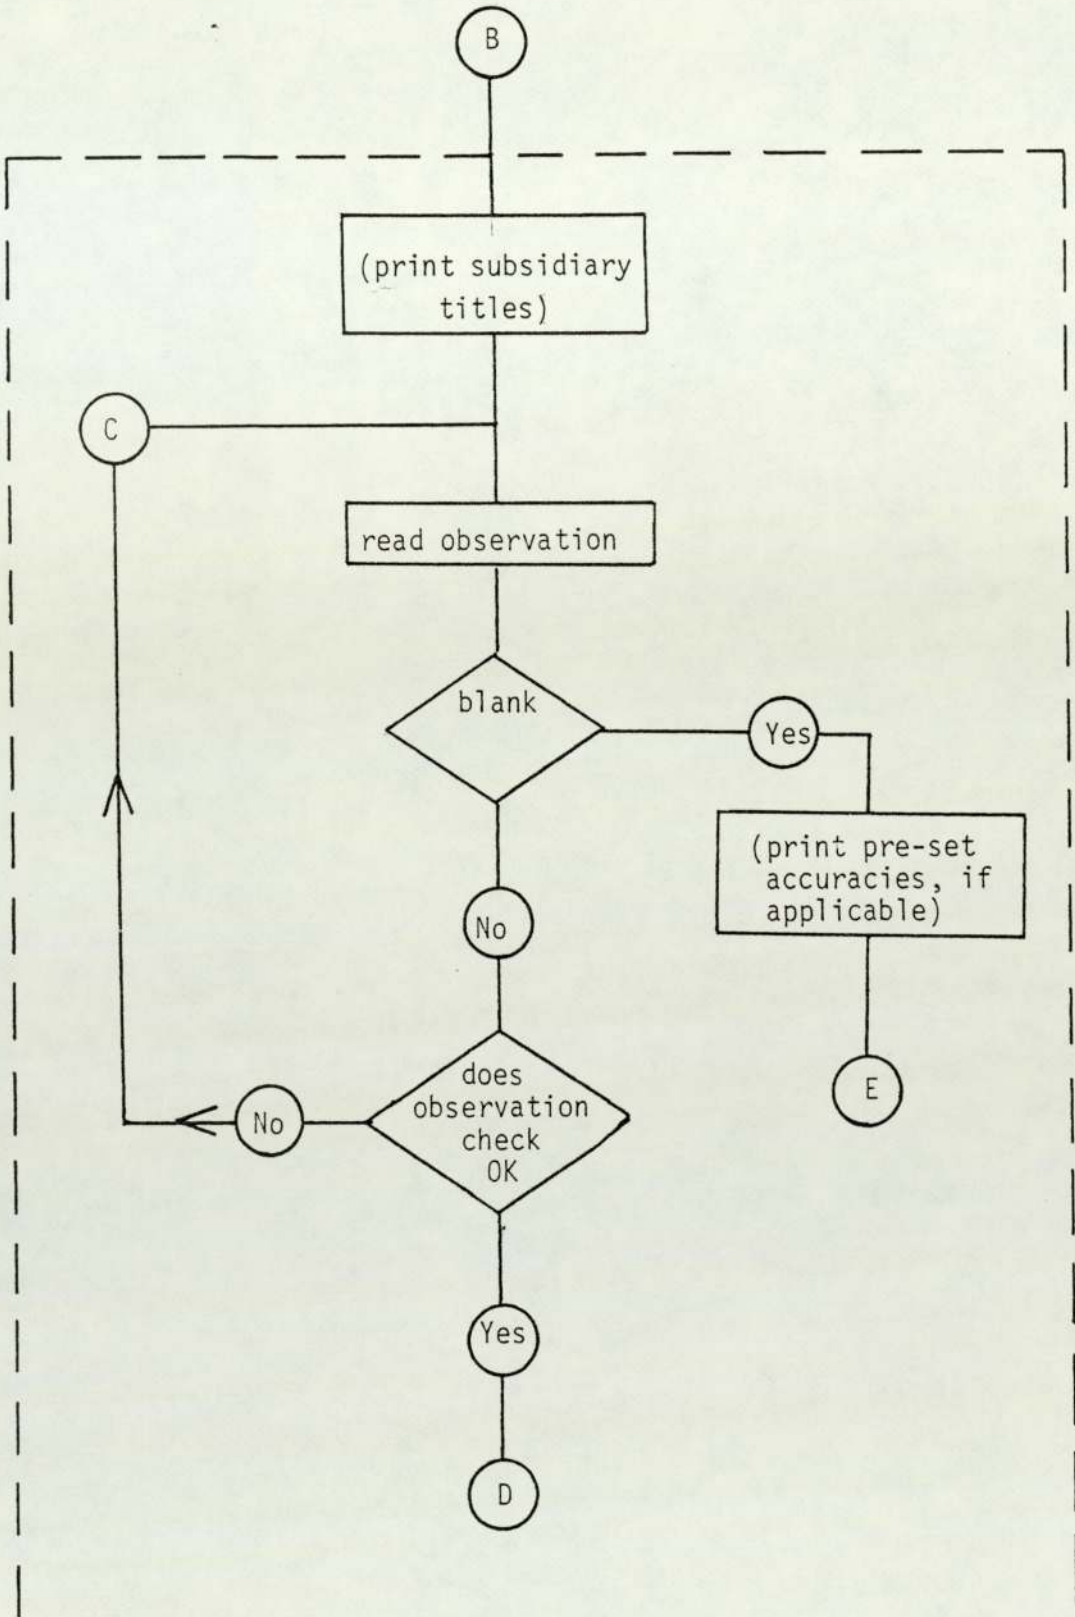 B
(print subsidiary
titles)
C
read observation
blank
Yes
(print pre-set
accuracies, if
applicable)
No
does
observation
check
OK
No
E
Yes
D